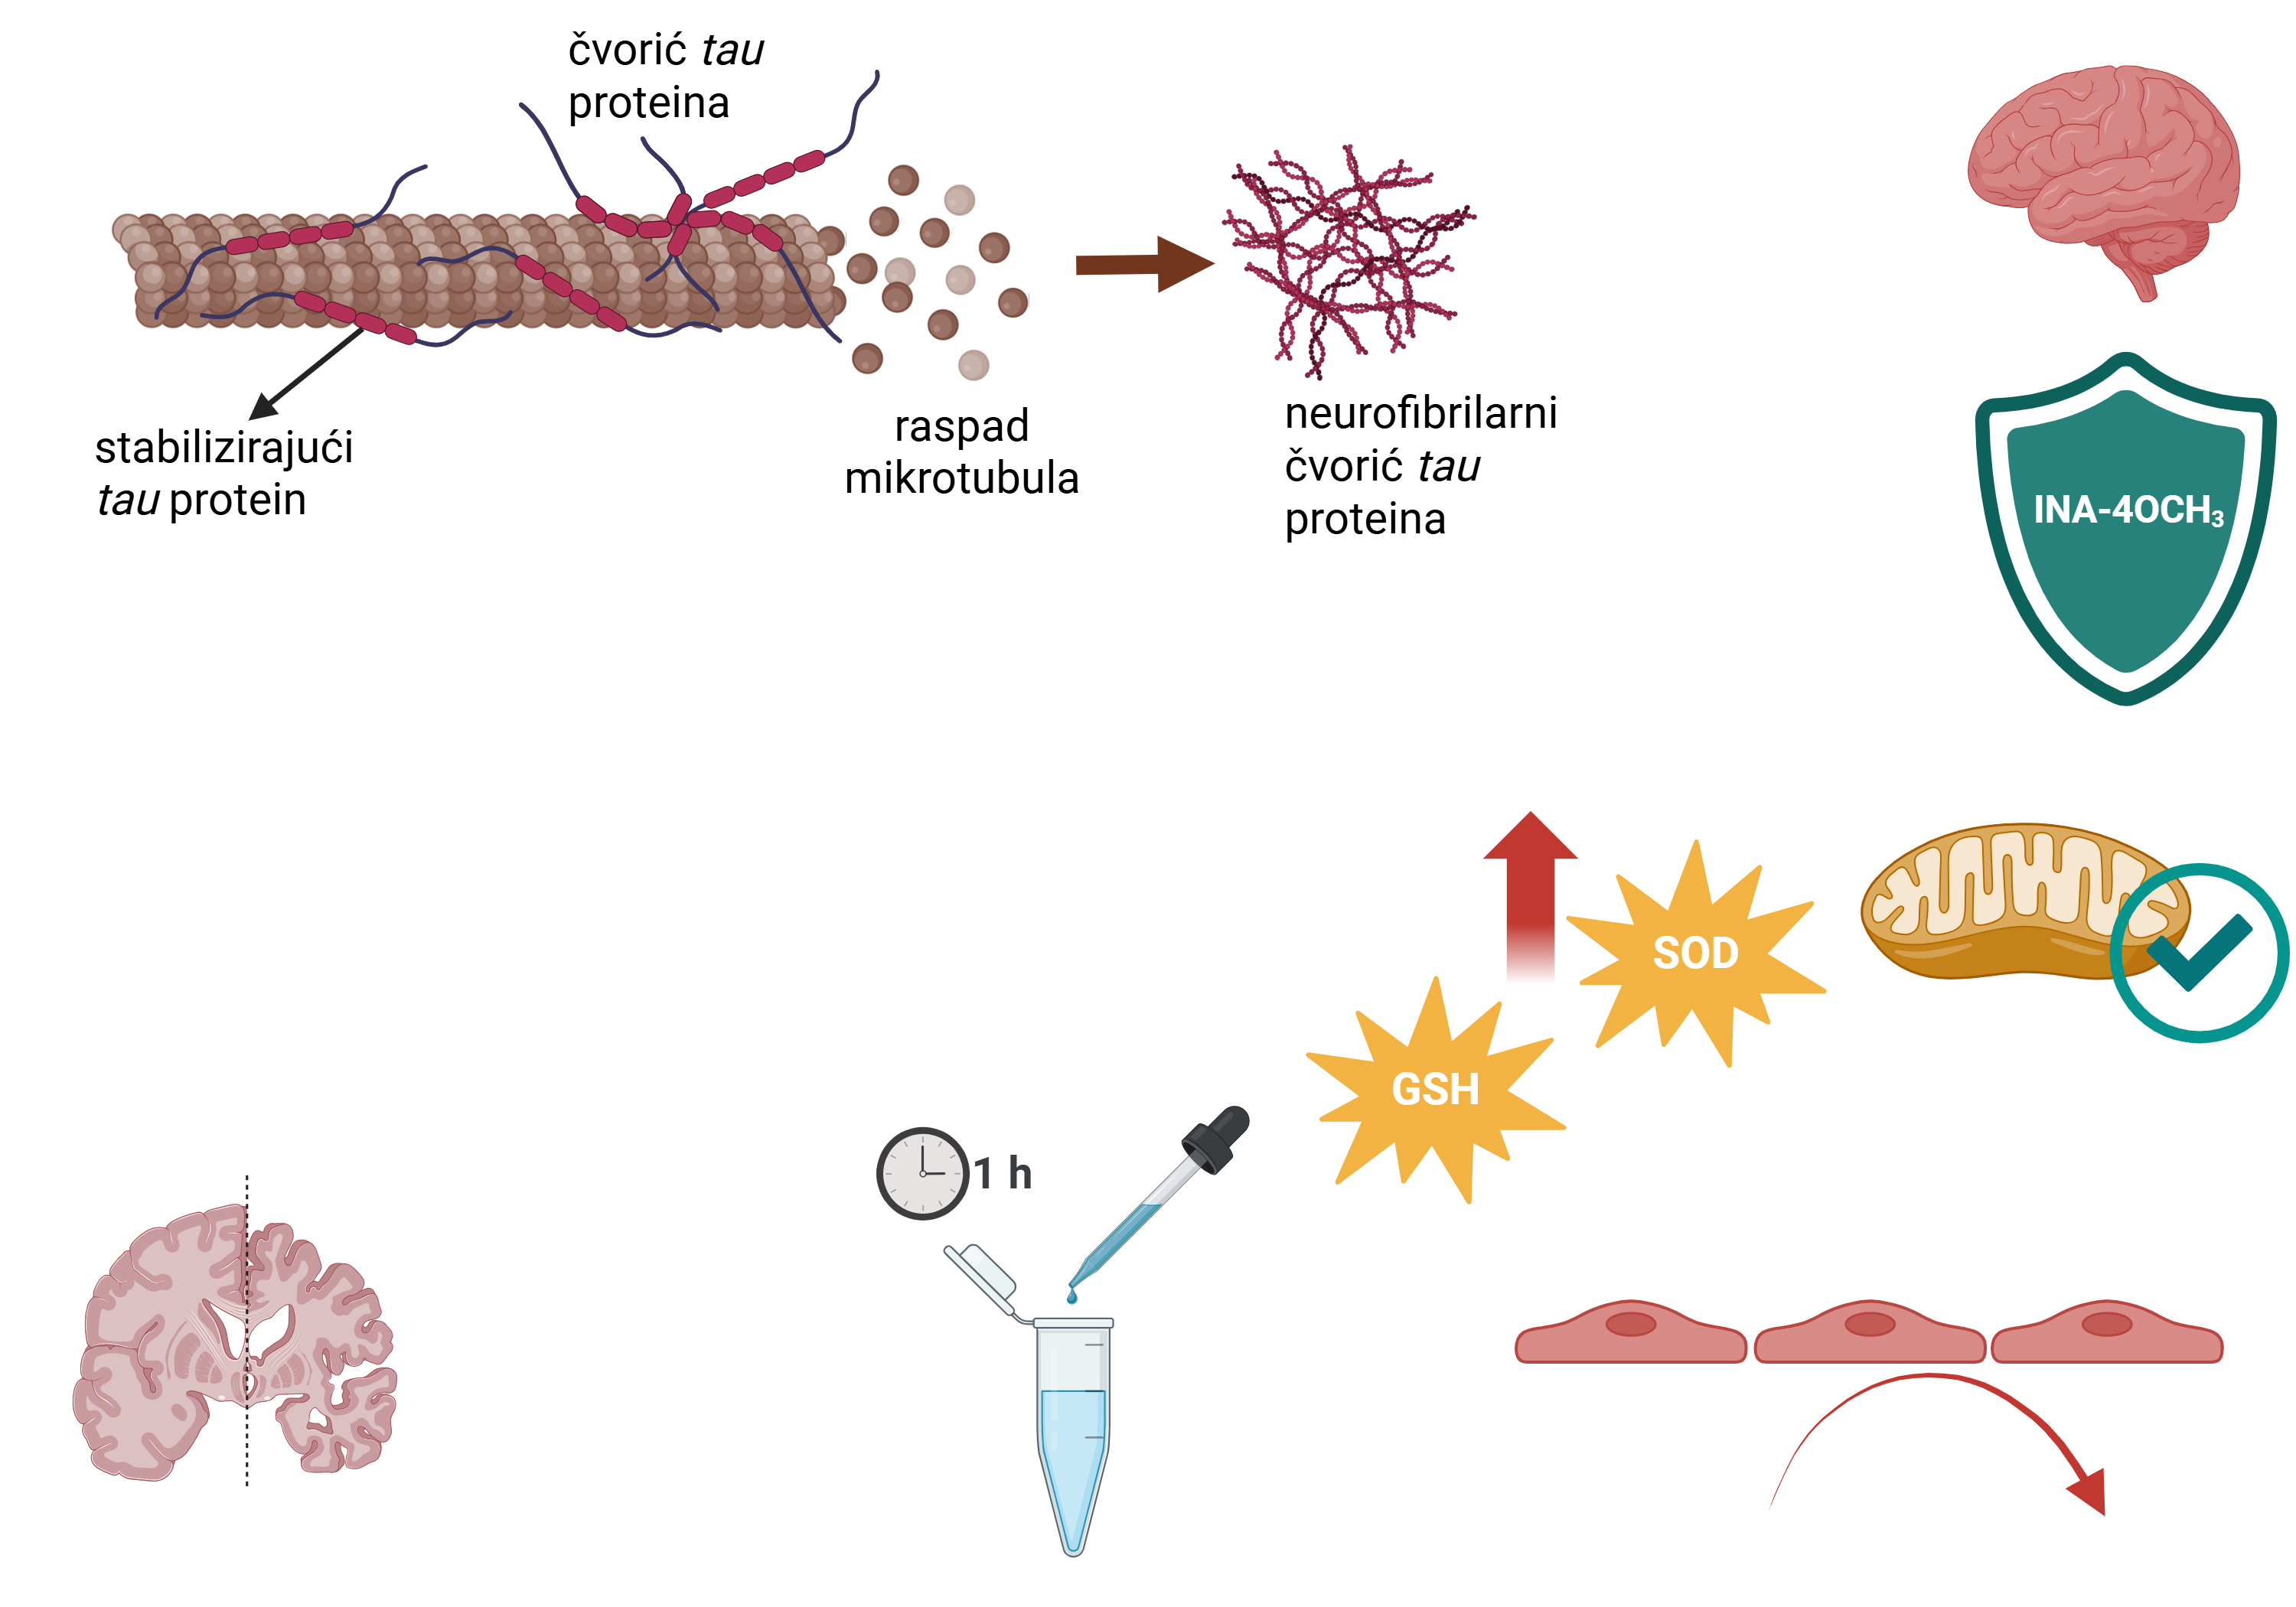 čvorić tau
proteina
stabilizirajući
tau protein
raspad
mikrotubula
neurofibrilarni
čvorić tau
proteina
INA-4OCH₃
SOD
GSH
1 h